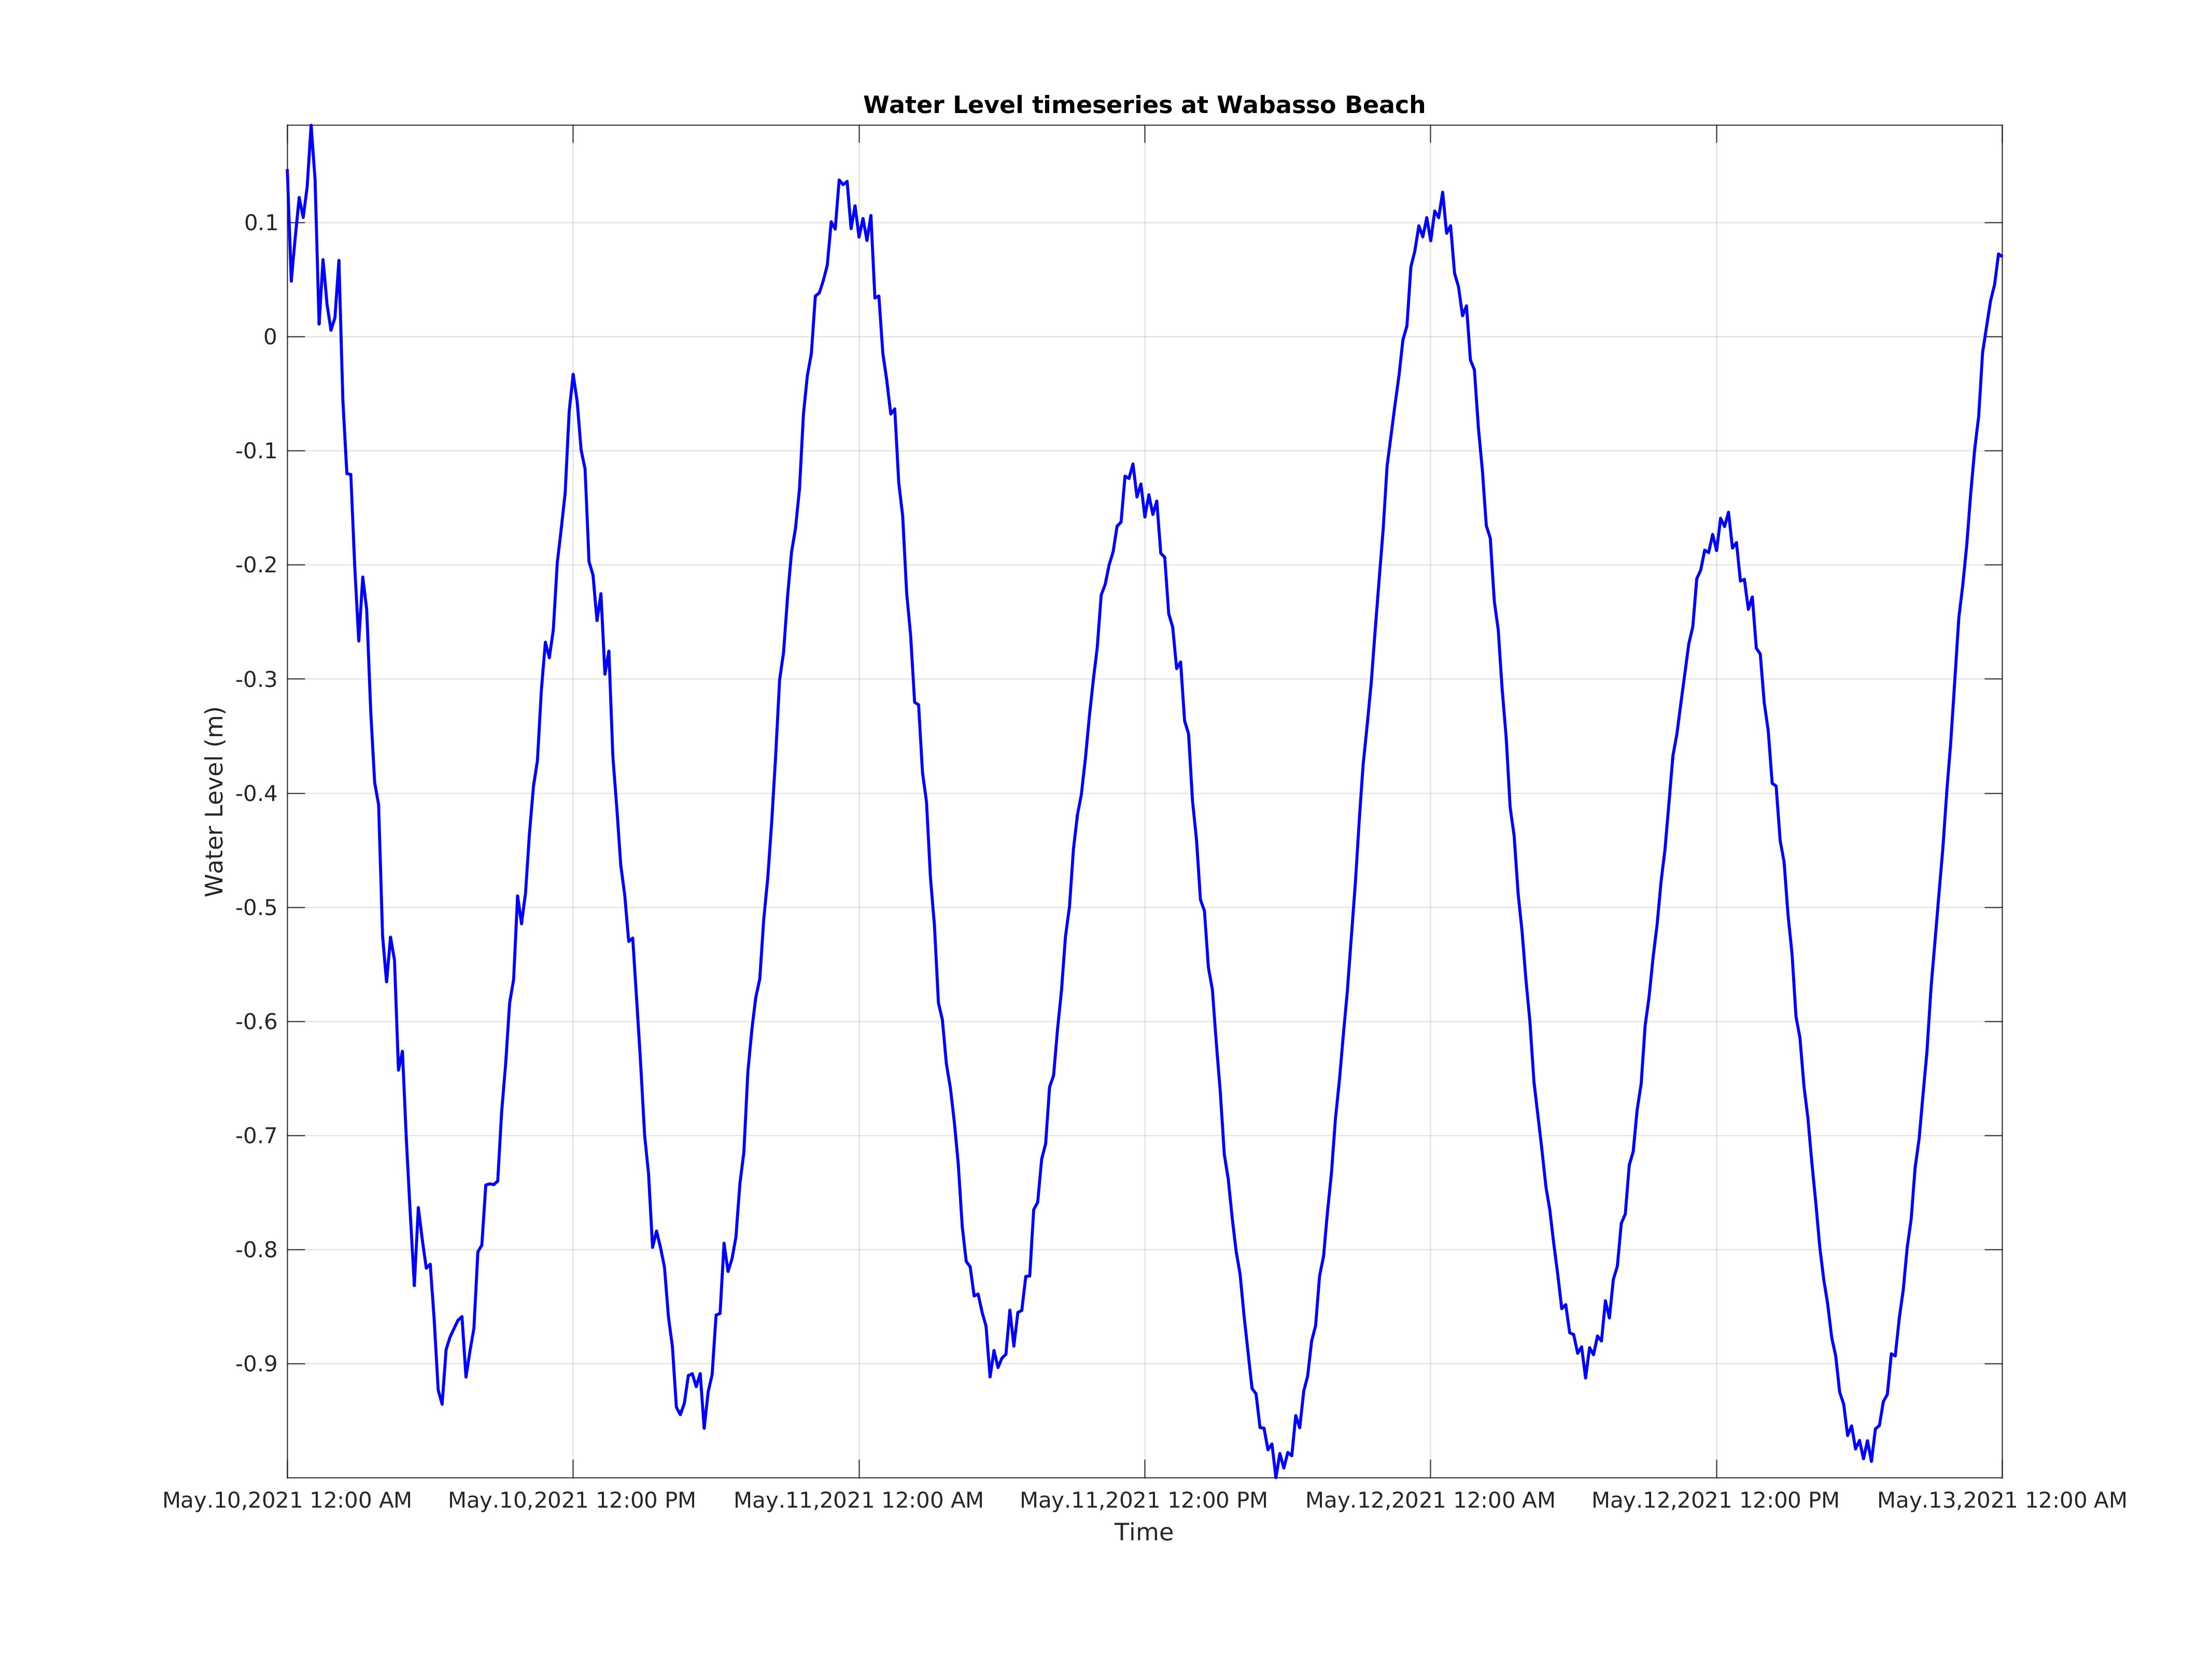 Water Level timeseries at Wabasso Beach
0.1
0
-0.1
-0.2
-0.3
-0.4
-0.5
-0.6
-0.7
-0.8
-0.9
Water Level (m)
May.10,2021 12:00 AM
May.10,2021 12:00 PM
May.11,2021 12:00 AM
May.11,2021 12:00 PM
May.12,2021 12:00 AM
May.12,2021 12:00 PM
May.13,2021 12:00 AM
Time